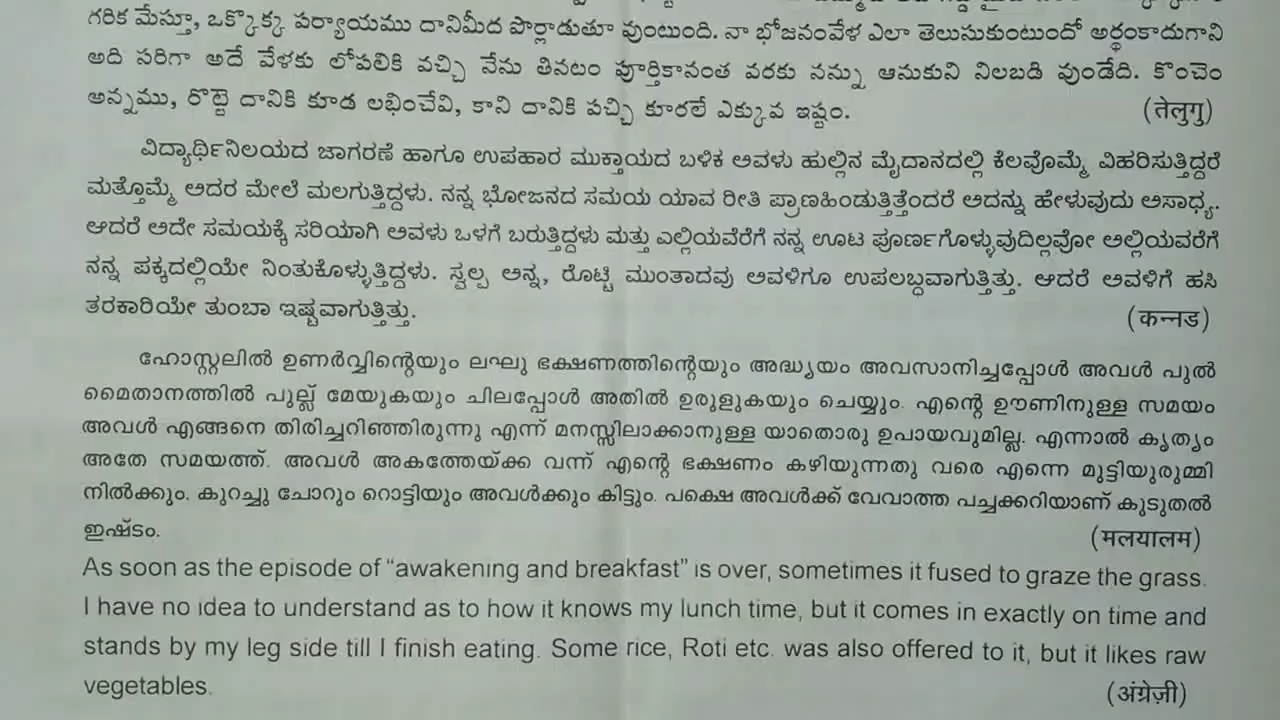 గరిక మేస్తూ, ఒక్కొక్క పర్యాయము దానిమీద పొర్లాడుతూ వుంటుంది. నా భోజనంవేళ ఎలా తెలుసుకుంటుందో అర్థంకాదుగాని
అది సరిగా అదే వేళకు లోపలికి వచ్చి నేను తినటం పూర్తికానంత వరకు నన్ను ఆనుకుని నిలబడి వుండేది. కొంచెం
అన్నము, రొట్టె దానికి కూడ లభించేవి, కాని దానికి పచ్చి కూరలే ఎక్కువ ఇష్టం. (तेलुगु)
ವಿದ್ಯಾರ್ಥಿನಿಲಯದ ಜಾಗರಣೆ ಹಾಗೂ ಉಪಹಾರ ಮುಕ್ತಾಯದ ಬಳಿಕ ಅವಳು ಹುಲ್ಲಿನ ಮೈದಾನದಲ್ಲಿ ಕೆಲವೊಮ್ಮೆ ವಿಹರಿಸುತ್ತಿದ್ದರೆ
ಮತ್ತೊಮ್ಮೆ ಅದರ ಮೇಲೆ ಮಲಗುತ್ತಿದ್ದಳು. ನನ್ನ ಭೋಜನದ ಸಮಯ ಯಾವ ರೀತಿ ಪ್ರಾಣಹಿಂಡುತ್ತಿತ್ತೆಂದರೆ ಅದನ್ನು ಹೇಳುವುದು ಅಸಾಧ್ಯ.
ಆದರೆ ಅದೇ ಸಮಯಕ್ಕೆ ಸರಿಯಾಗಿ ಅವಳು ಒಳಗೆ ಬರುತ್ತಿದ್ದಳು ಮತ್ತು ಎಲ್ಲಿಯವೆರೆಗೆ ನನ್ನ ಊಟ ಪೂರ್ಣಗೊಳ್ಳುವುದಿಲ್ಲವೋ ಅಲ್ಲಿಯವರೆಗೆ
ನನ್ನ ಪಕ್ಕದಲ್ಲಿಯೇ ನಿಂತುಕೊಳ್ಳುತ್ತಿದ್ದಳು. ಸ್ವಲ್ಪ ಅನ್ನ, ರೊಟ್ಟಿ ಮುಂತಾದವು ಅವಳಿಗೂ ಉಪಲಬ್ಧವಾಗುತ್ತಿತ್ತು. ಆದರೆ ಅವಳಿಗೆ ಹಸಿ
ತರಕಾರಿಯೇ ತುಂಬಾ ಇಷ್ಟವಾಗುತ್ತಿತ್ತು. (कन्नड)
ഹോസ്റ്റലിൽ ഉണർവ്വിന്റെയും ലഘു ഭക്ഷണത്തിന്റെയും അദ്ധ്യയം അവസാനിച്ചപ്പോൾ അവൾ പുൽ
മൈതാനത്തിൽ പുല്ല് മേയുകയും ചിലപ്പോൾ അതിൽ ഉരുളുകയും ചെയ്യും. എന്റെ ഊണിനുള്ള സമയം
അവൾ എങ്ങനെ തിരിച്ചറിഞ്ഞിരുന്നു എന്ന് മനസ്സിലാക്കാനുള്ള യാതൊരു ഉപായവുമില്ല. എന്നാൽ കൃത്യം
അതേ സമയത്ത്. അവൾ അകത്തേയ്ക്ക വന്ന് എന്റെ ഭക്ഷണം കഴിയുന്നതു വരെ എന്നെ മുട്ടിയുരുമ്മി
നിൽക്കും. കുറച്ചു ചോറും റൊട്ടിയും അവൾക്കും കിട്ടും. പക്ഷെ അവൾക്ക് വേവാത്ത പച്ചക്കറിയാണ് കൂടുതൽ
ഇഷ്ടം. (मलयालम)
As soon as the episode of “awakening and breakfast” is over, sometimes it fused to graze the grass.
I have no idea to understand as to how it knows my lunch time, but it comes in exactly on time and
stands by my leg side till I finish eating. Some rice, Roti etc. was also offered to it, but it likes raw
vegetables. (अंग्रेज़ी)